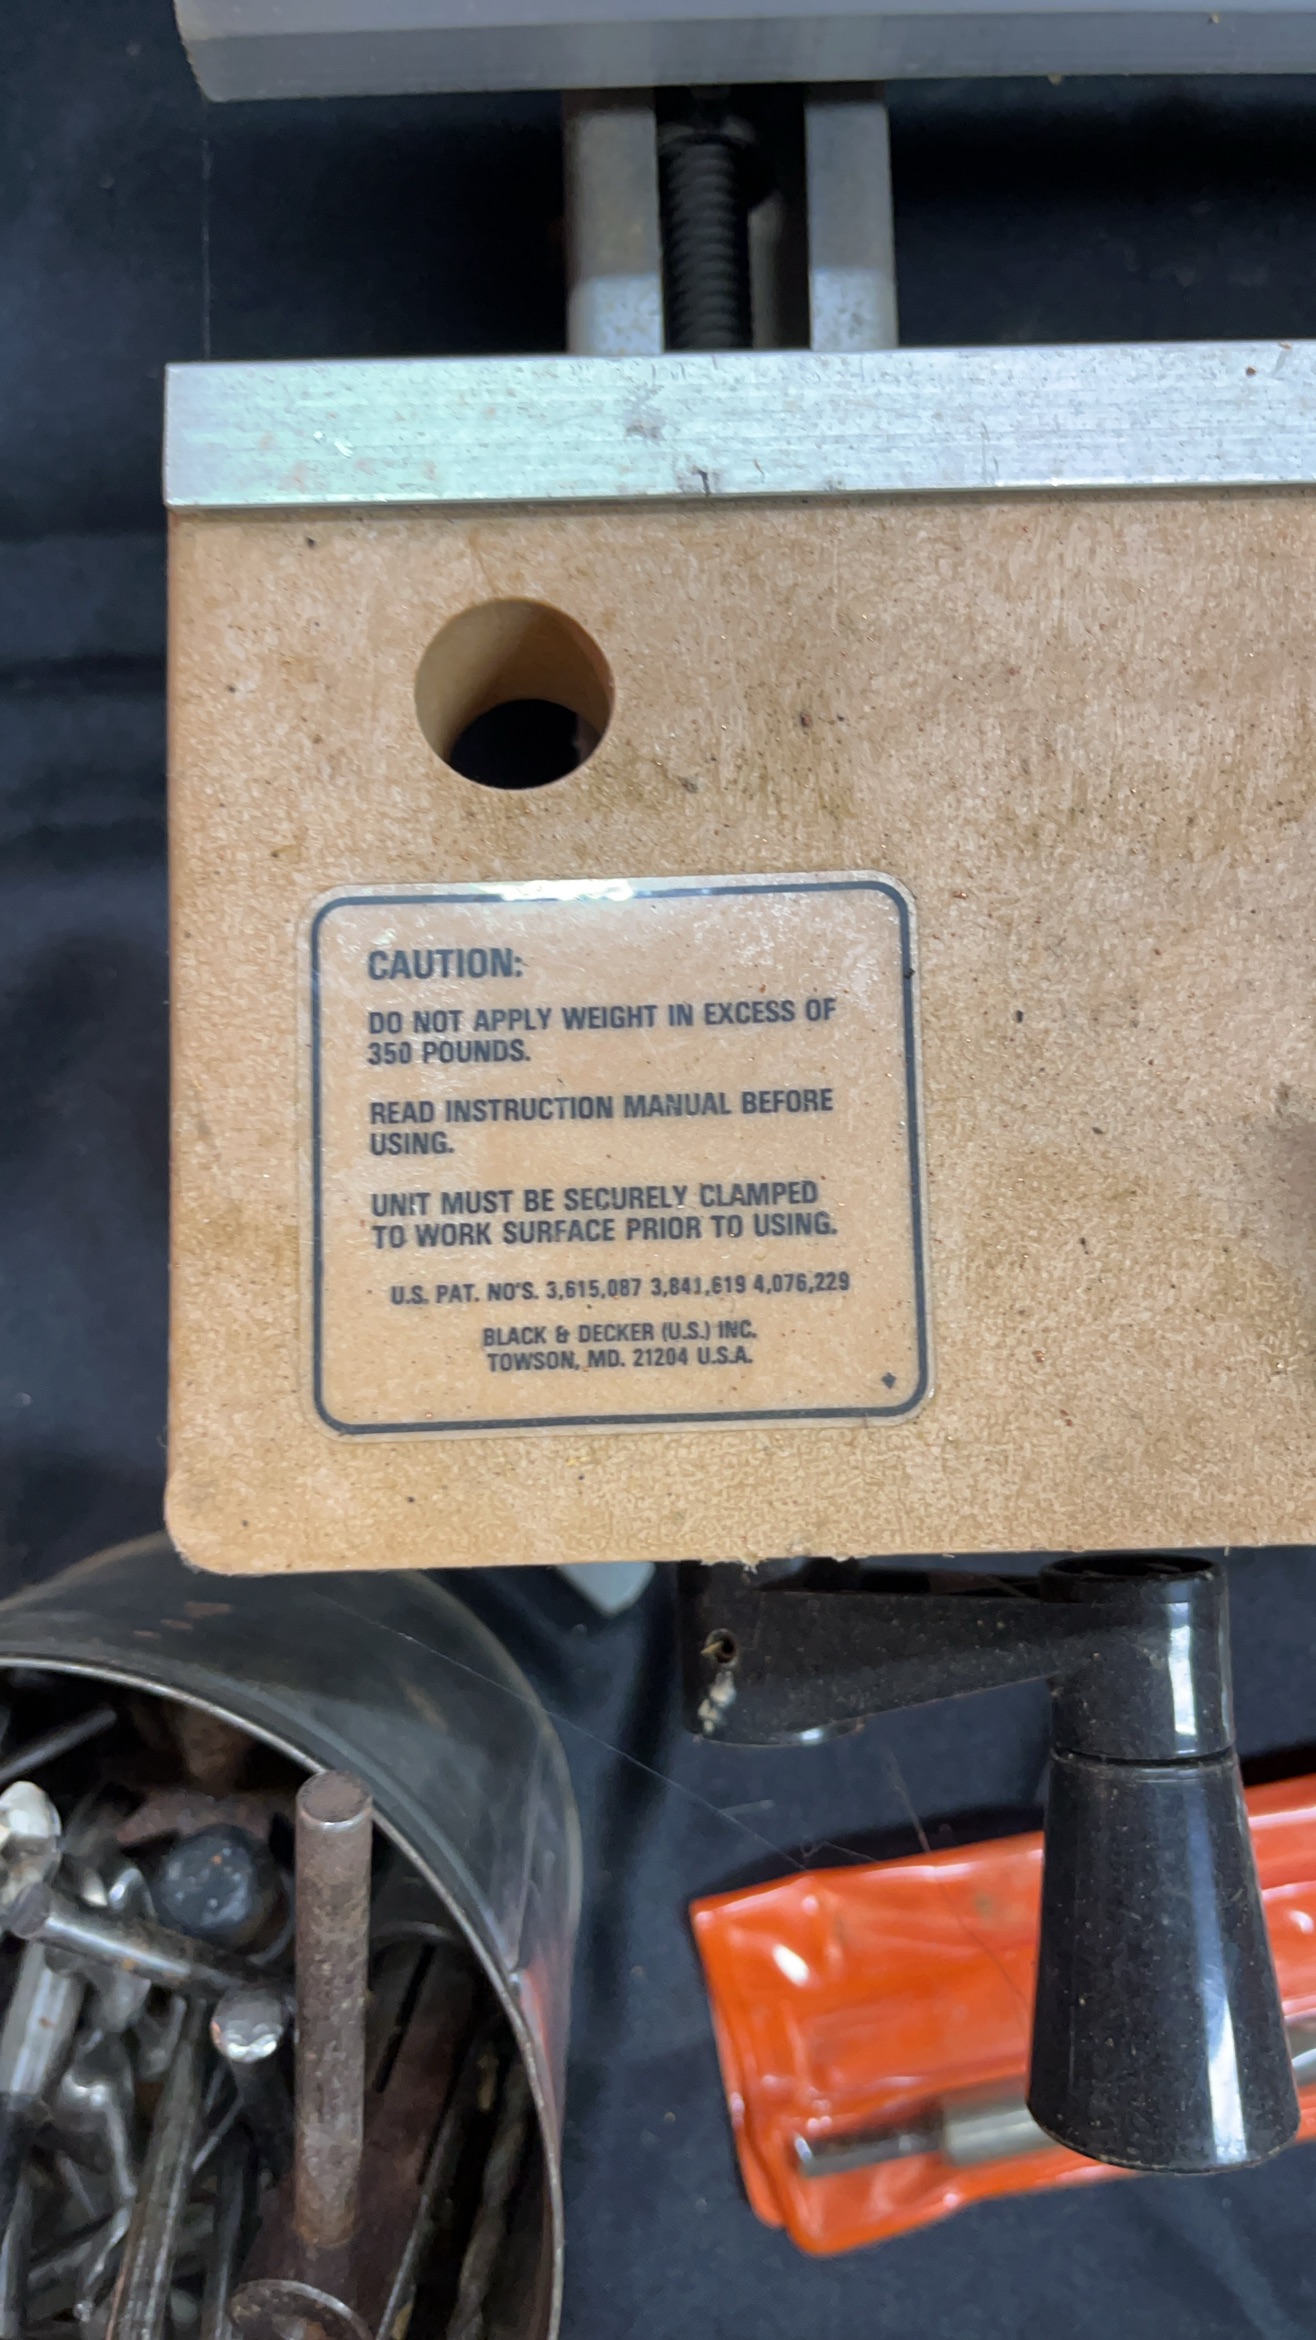 CAUTION:
DO NOT APPLY WEIGHT IN EXCESS OF
350 POUNDS.
READ INSTRUCTION MANUAL BEFORE
USING.
UNIT MUST BE SECURELY CLAMPED
TO WORK SURFACE PRIOR TO USING.
U.S. PAT. NO'S. 3,615,087 3,841,619 4,076,229
BLACK & DECKER (U.S.) INC.
TOWSON, MD. 21204 U.S.A.